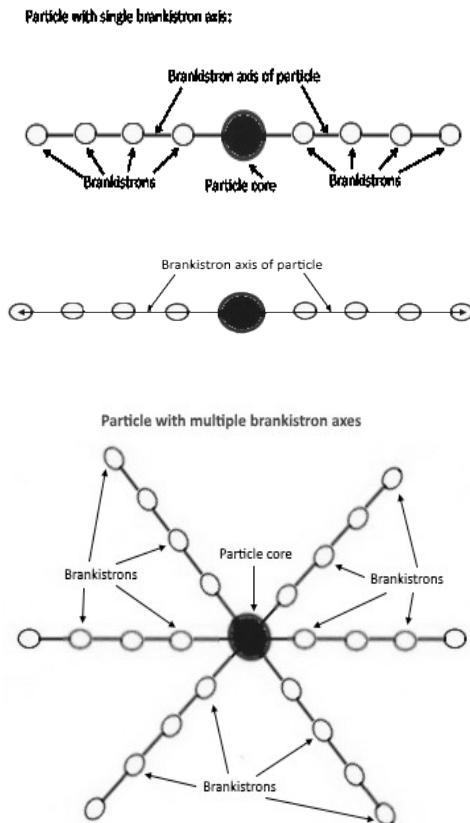 Particle with single brankistron axis:
Brankistron axis of particle
Brankistrons
Particle core
Brankistrons
Brankistron axis of particle
Particle with multiple brankistron axes
Particle core
Brankistrons
Brankistrons
Brankistrons